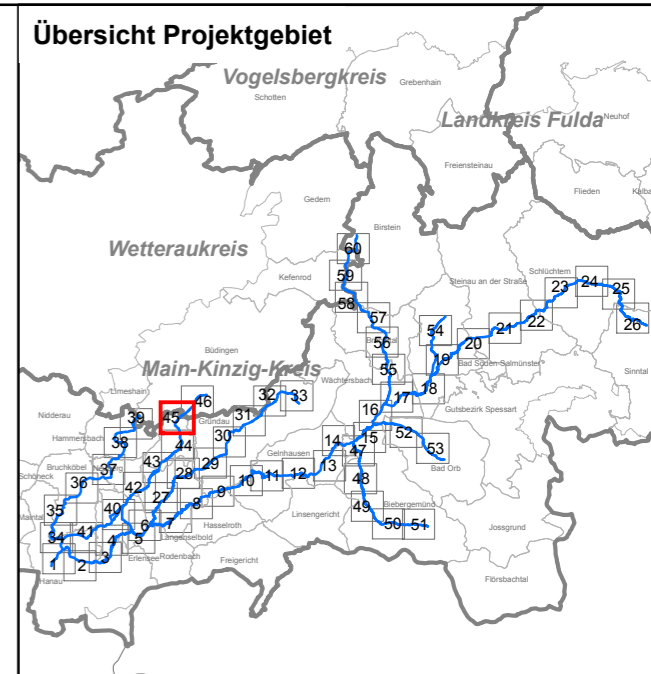 Übersicht Projektgebiet
Vogelsbergkreis
Grebenhain
Schotten
Landkreis Fulda
Neuhof
Freiensteinau
Flieden
Kalba
Gedern
Birstein
Wetteraukreis
60
Kefenrod
59
Steinau an der Straße
Schlüchtern
23
24
25
58
57
54
21
22
26
Büdingen
56
20
Sinntal
Main-Kinzig-Kreis
19
Bad Soden-Salmünster
Limeshain
Wächtersbach
55
18
46
32
33
17
Nidderau
39
45
Gründau
31
16
Gutsbezirk Spessart
Hammersbach
38
44
30
14
15
52
Bruchköbel
43
Gelnhausen
47
53
Schöneck
37
29
13
Bad Orb
36
42
28
10
11
12
48
Maintal
35
27
9
40
8
Linsengericht
49
Biebergemünd
34
41
6
7
Hasselroth
50
51
Jossgrund
4
5
Langenselbold
1
2
3
Erlensee
Rodenbach
Freigericht
Hanau
Flörsbachtal